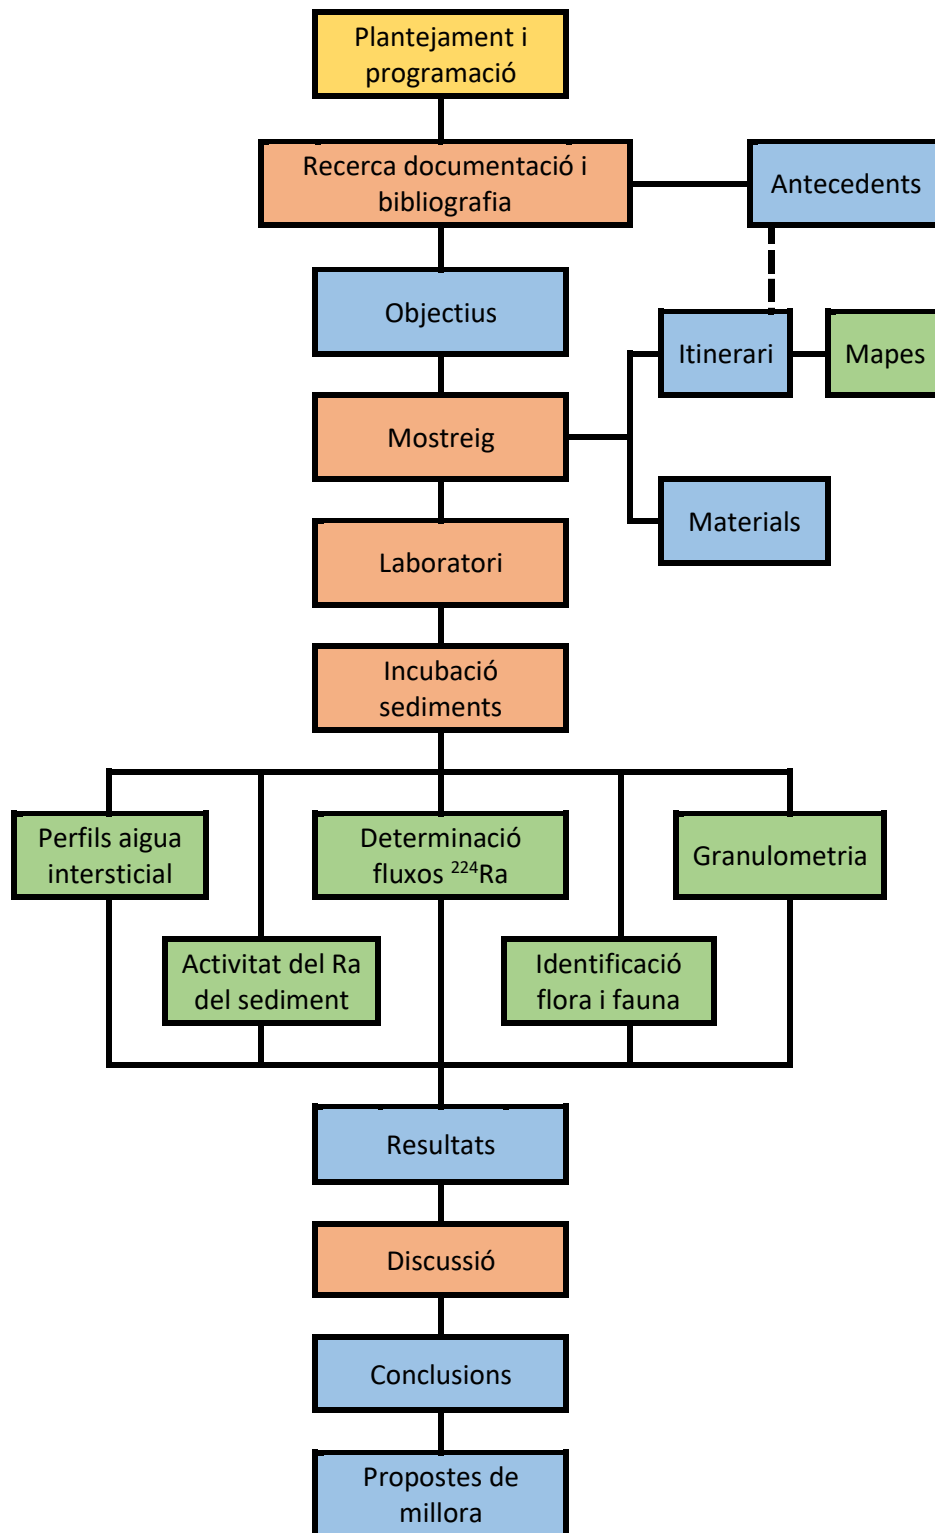 Plantejament i
programació
Recerca documentació i
bibliografia
Antecedents
Objectius
Itinerari
Mapes
Mostreig
Materials
Laboratori
Incubació
sediments
Perfils aigua
intersticial
Determinació
fluxos ²²⁴Ra
Granulometria
Activitat del Ra
del sediment
Identificació
flora i fauna
Resultats
Discussió
Conclusions
Propostes de
millora